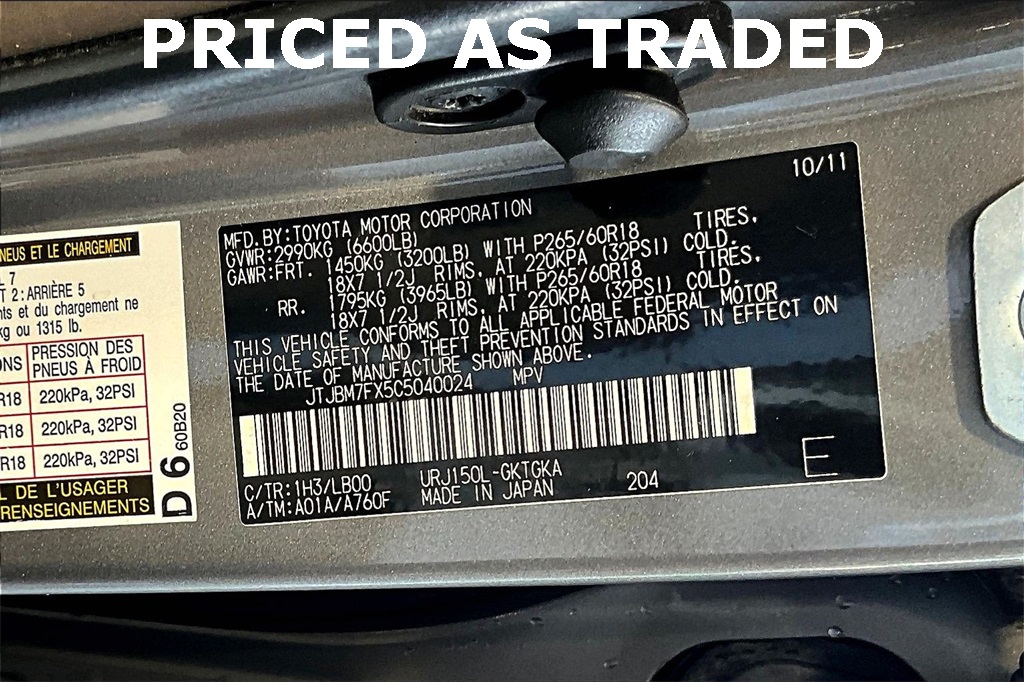 PRICED AS TRADED
10/11
MFD. BY: TOYOTA MOTOR CORPORATION
GVWR: 2990KG (6600LB)
GAWR: FRT. 1450KG (3200LB) WITH P265/60R18 TIRES,
18X7 1/2J RIMS, AT 220KPA (32PSI) COLD.
RR. 1795KG (3965LB) WITH P265/60R18 TIRES,
18X7 1/2J RIMS, AT 220KPA (32PSI) COLD.
THIS VEHICLE CONFORMS TO ALL APPLICABLE FEDERAL MOTOR
VEHICLE SAFETY AND THEFT PREVENTION STANDARDS IN EFFECT ON
THE DATE OF MANUFACTURE SHOWN ABOVE.
JTJBM7FX5C5040024 MPV
C/TR: 1H3/LB00 URJ150L-GKTGKA 204
A/TM: A01A/A760F MADE IN JAPAN
E
NEUS ET LE CHARGEMENT
7
2: ARRIÈRE 5
nts et du chargement ne
kg ou 1315 lb.
ONS PRESSION DES
PNEUS À FROID
R18 220kPa, 32PSI
R18 220kPa, 32PSI
R18 220kPa, 32PSI
L DE L'USAGER
RENSEIGNEMENTS
D 6 60B20